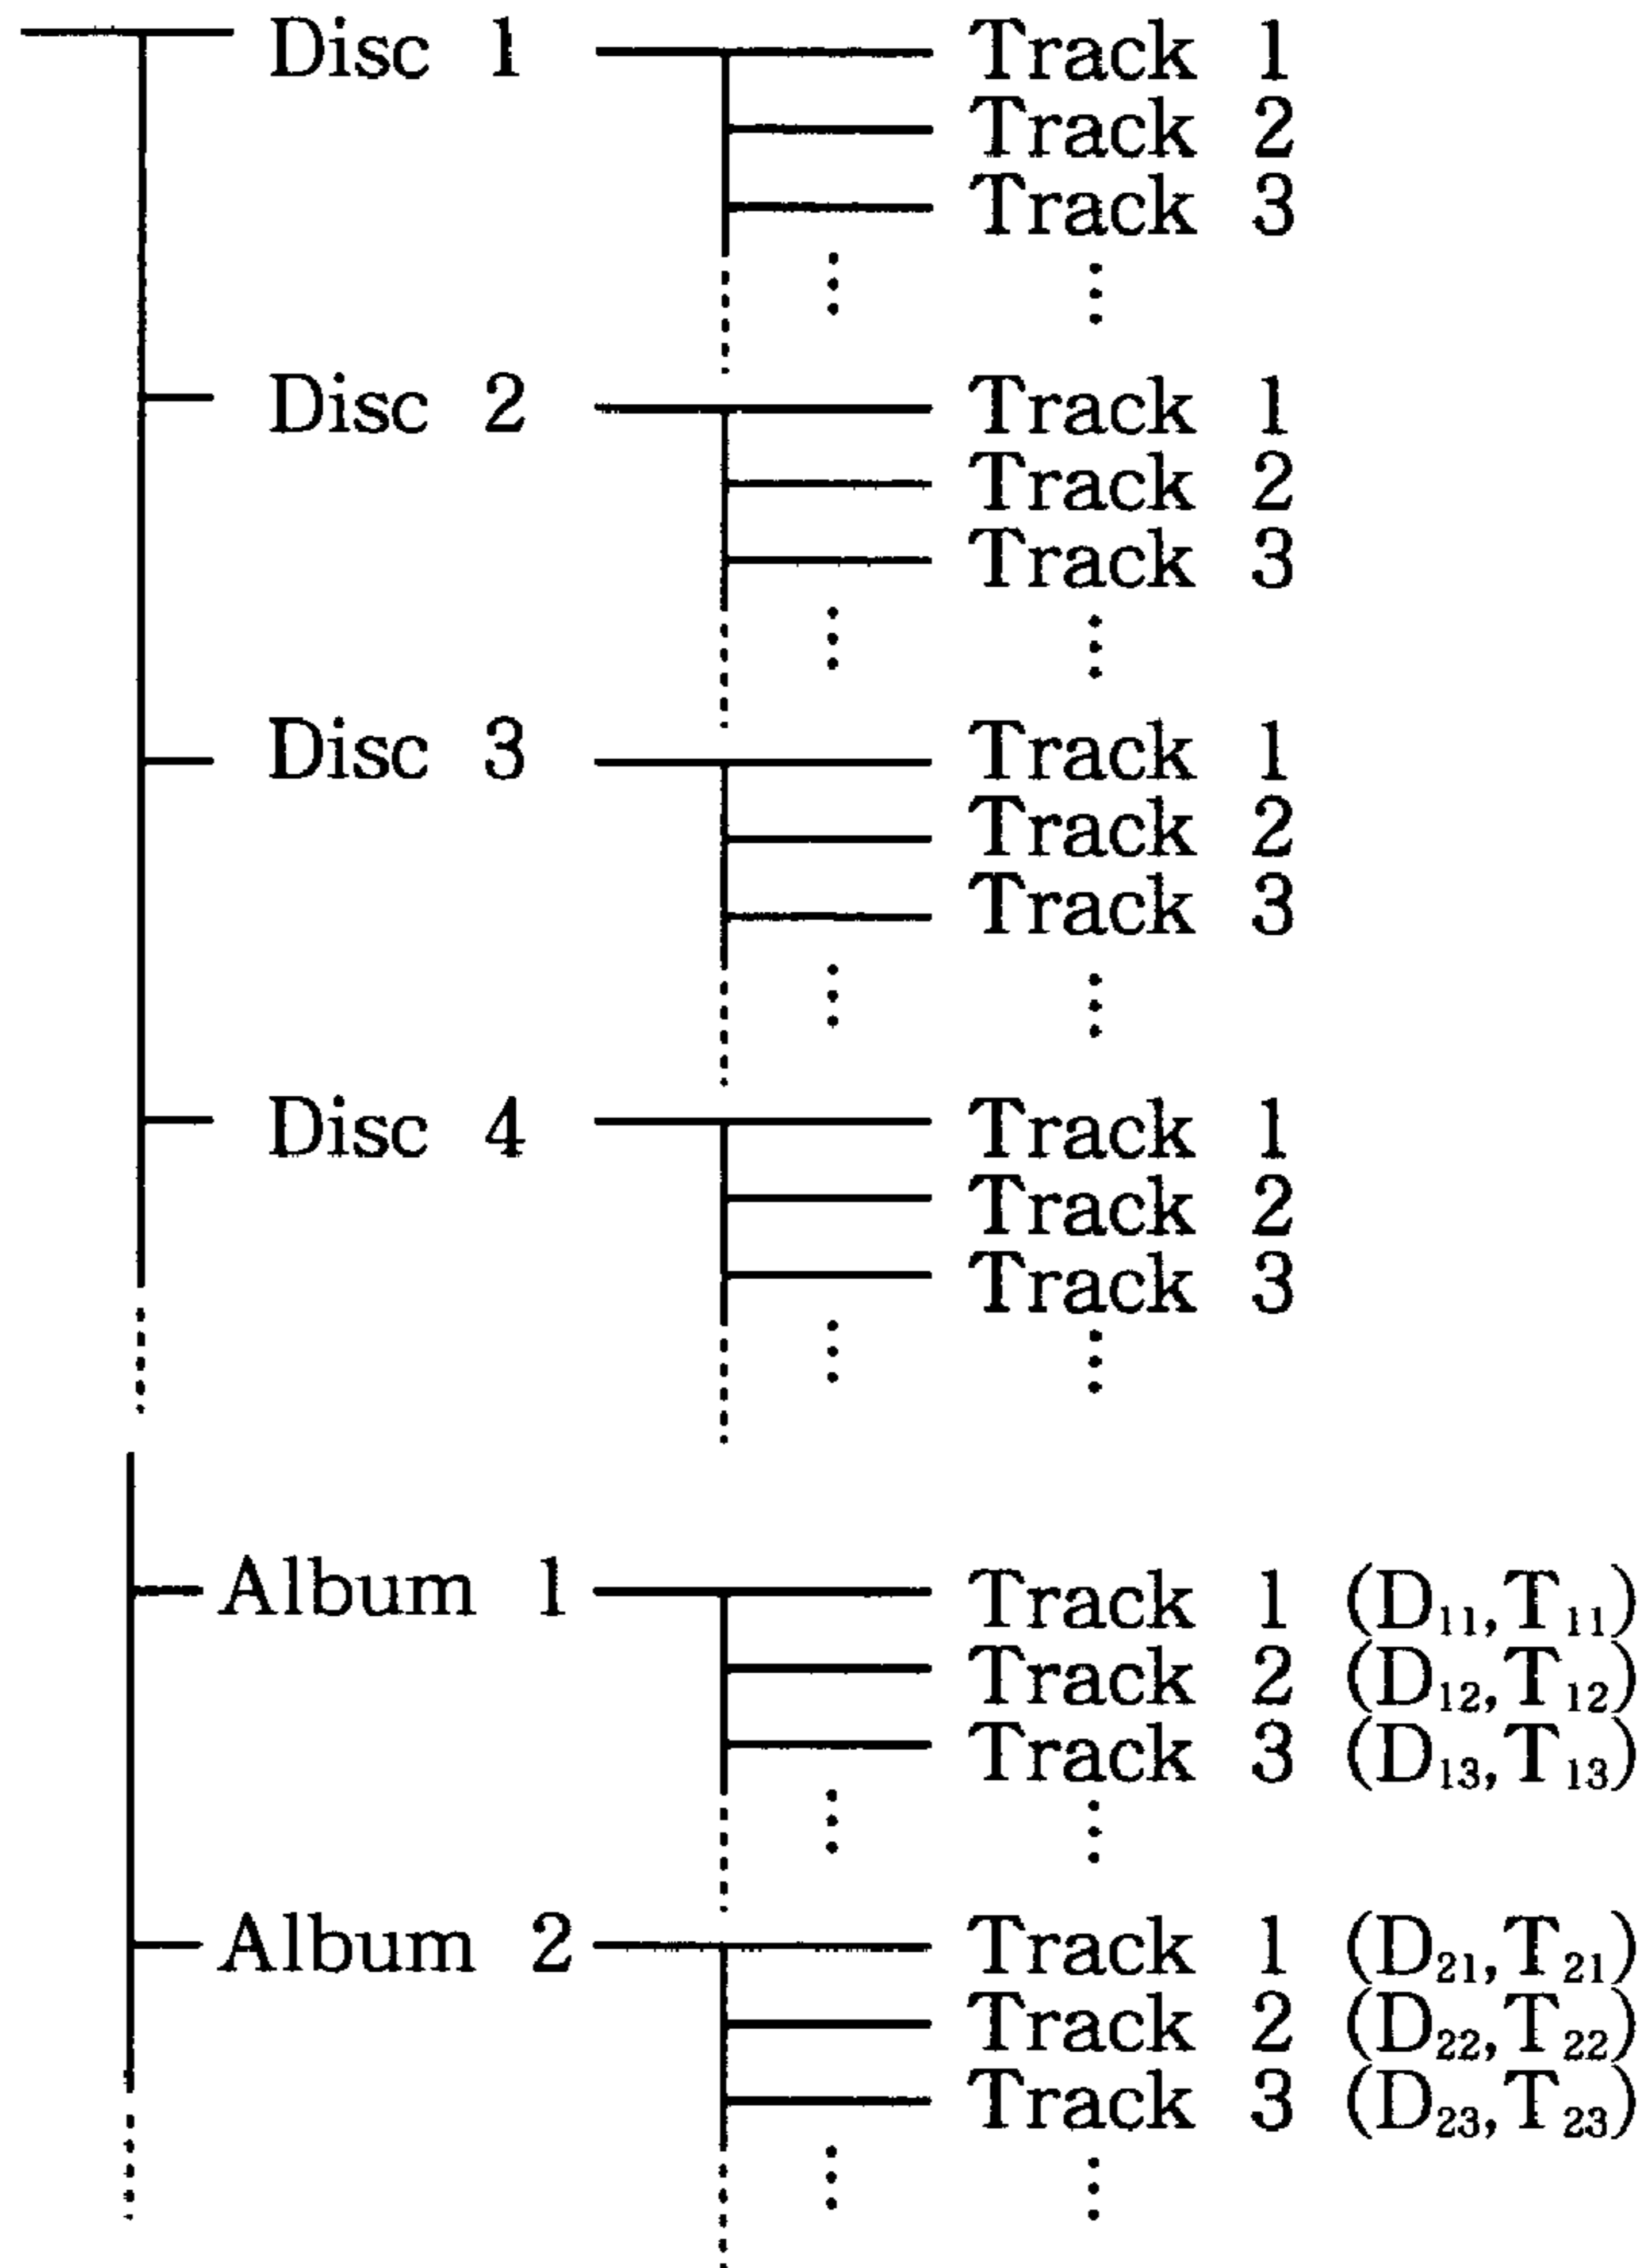 Disc 1 Track 1
Track 2
Track 3
Disc 2 Track 1
Track 2
Track 3
Disc 3 Track 1
Track 2
Track 3
Disc 4 Track 1
Track 2
Track 3
Album 1 Track 1 (D₁₁, T₁₁)
Track 2 (D₁₂, T₁₂)
Track 3 (D₁₃, T₁₃)
Album 2 Track 1 (D₂₁, T₂₁)
Track 2 (D₂₂, T₂₂)
Track 3 (D₂₃, T₂₃)